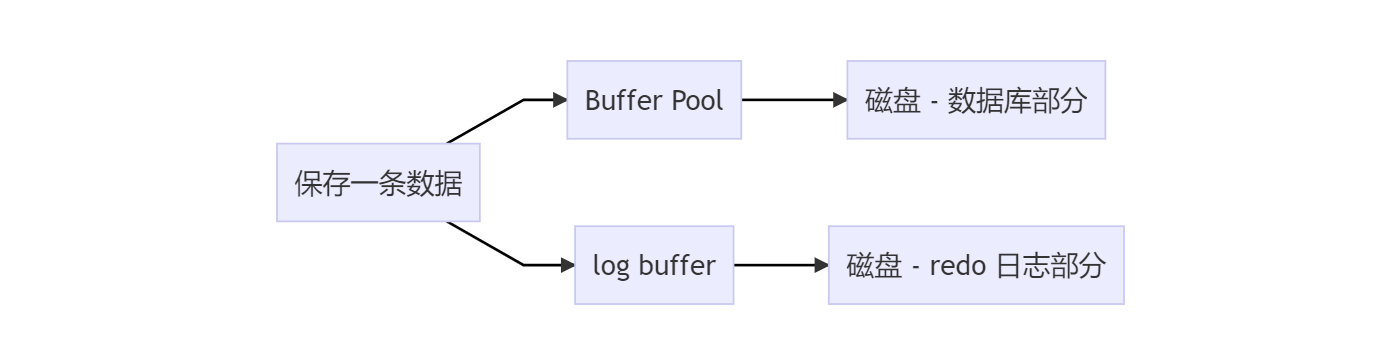 保存一条数据
Buffer Pool
磁盘 - 数据库部分
log buffer
磁盘 - redo 日志部分